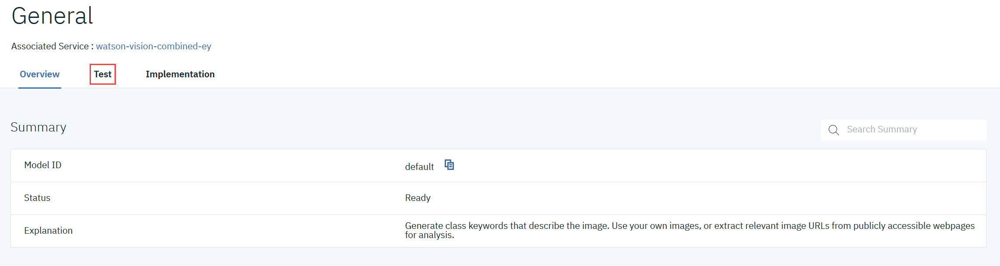 General
Associated Service : watson-vision-combined-ey
Overview Test Implementation
Summary
Search Summary
Model ID default
Status Ready
Explanation Generate class keywords that describe the image. Use your own images, or extract relevant image URLs from publicly accessible webpages
for analysis.